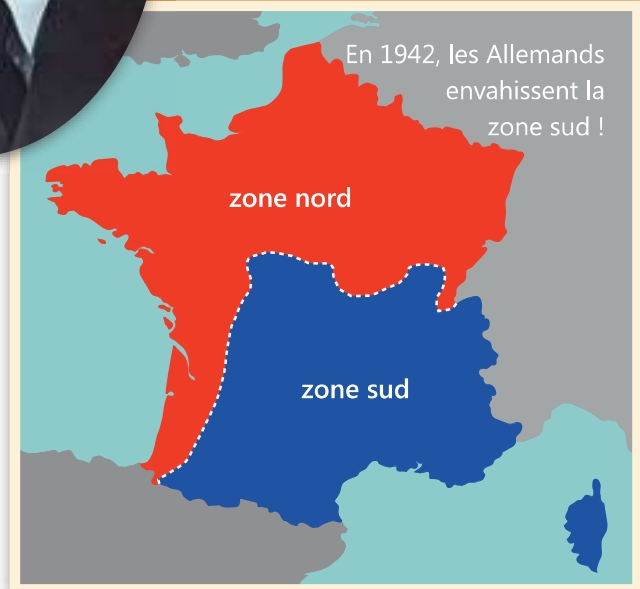 En 1942, les Allemands
envahissent la
zone sud !
zone nord
zone sud